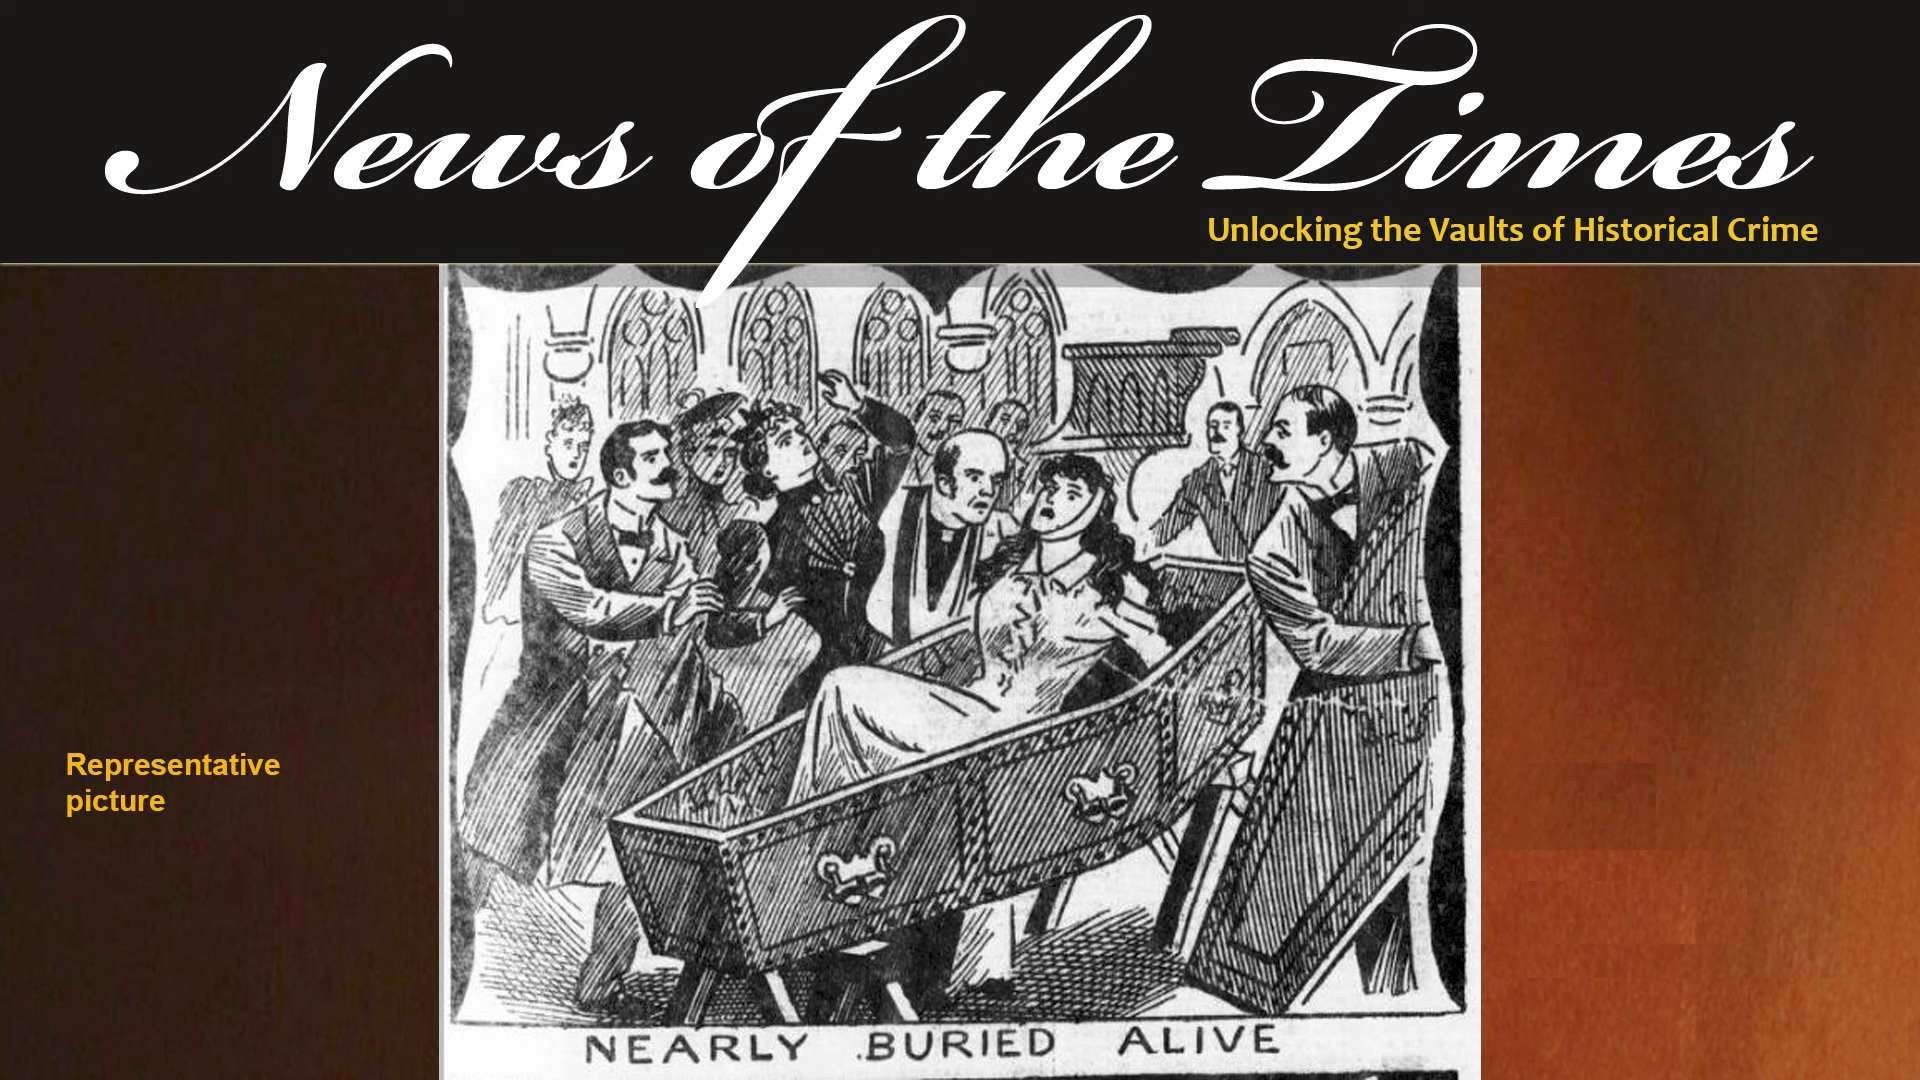 News of the Times
Unlocking the Vaults of Historical Crime
Representative
picture
NEARLY BURIED ALIVE